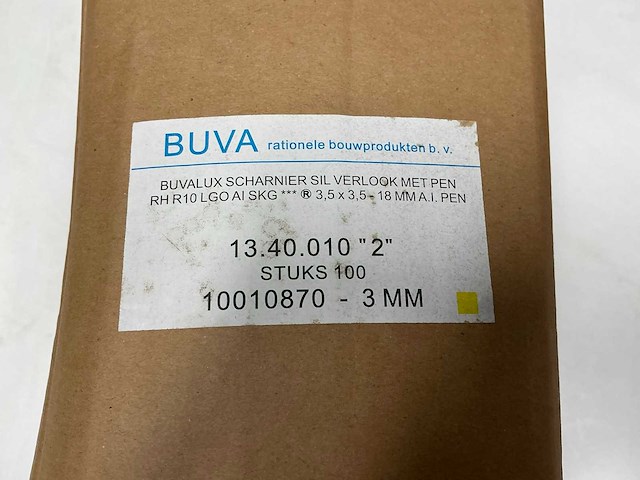 BUVA rationele bouwprodukten b. v.
BUVALUX SCHARNIER SIL VERLOOK MET PEN
RH R10 LGO AI SKG *** ® 3,5 x 3,5 - 18 MM A.I. PEN
13.40.010 "2"
STUKS 100
10010870 - 3 MM